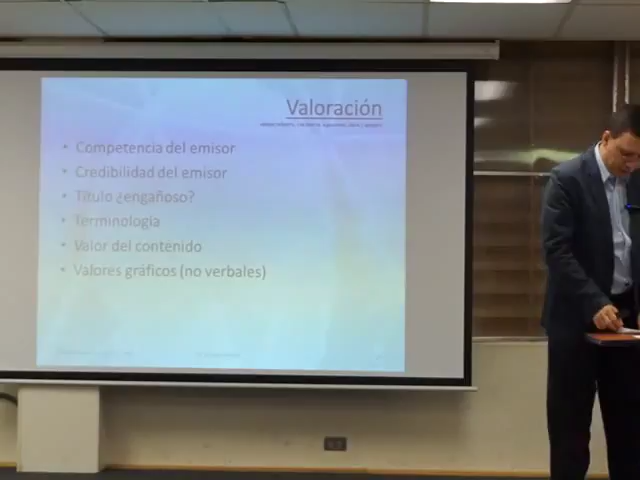 Valoración
• Competencia del emisor
• Credibilidad del emisor
• Título ¿engañoso?
• Terminología
• Valor del contenido
• Valores gráficos (no verbales)